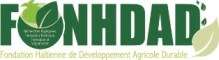 FONHDAD
Fondation Haïtienne de Développement Agricole Durable